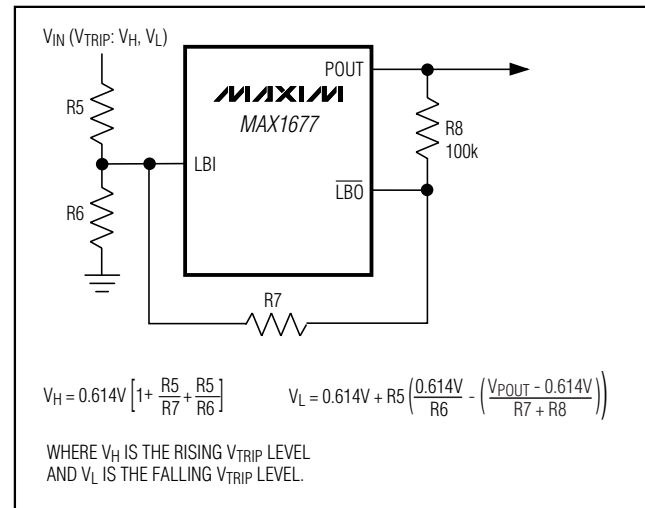 V_IN (V_TRIP: V_H, V_L)
POUT
R5
MAXIM
MAX1677
R8
100k
LBI
L̅B̅O̅
R6
R7
V_H = 0.614V [1+ R5/R7 + R5/R6]
V_L = 0.614V + R5 (0.614V/R6 - (V_POUT - 0.614V/R7 + R8))
WHERE V_H IS THE RISING V_TRIP LEVEL
AND V_L IS THE FALLING V_TRIP LEVEL.